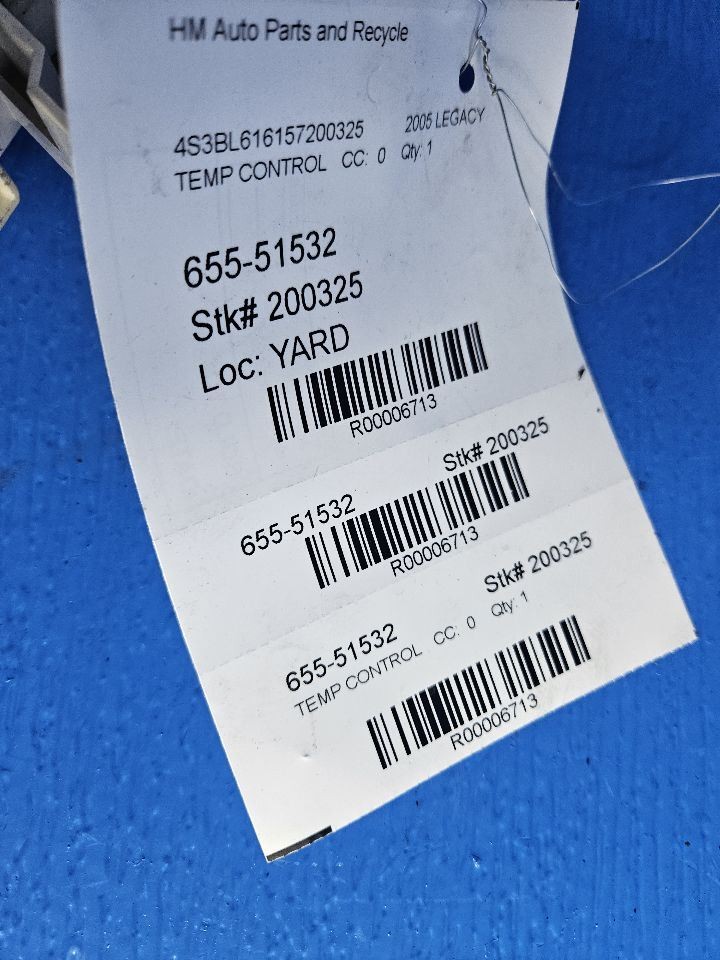 HM Auto Parts and Recycle
4S3BL616157200325 2005 LEGACY
TEMP CONTROL CC: 0 Qty: 1
655-51532
Stk# 200325
Loc: YARD
R00006713
655-51532 Stk# 200325
R00006713
655-51532 Stk# 200325
TEMP CONTROL CC: 0 Qty: 1
R00006713